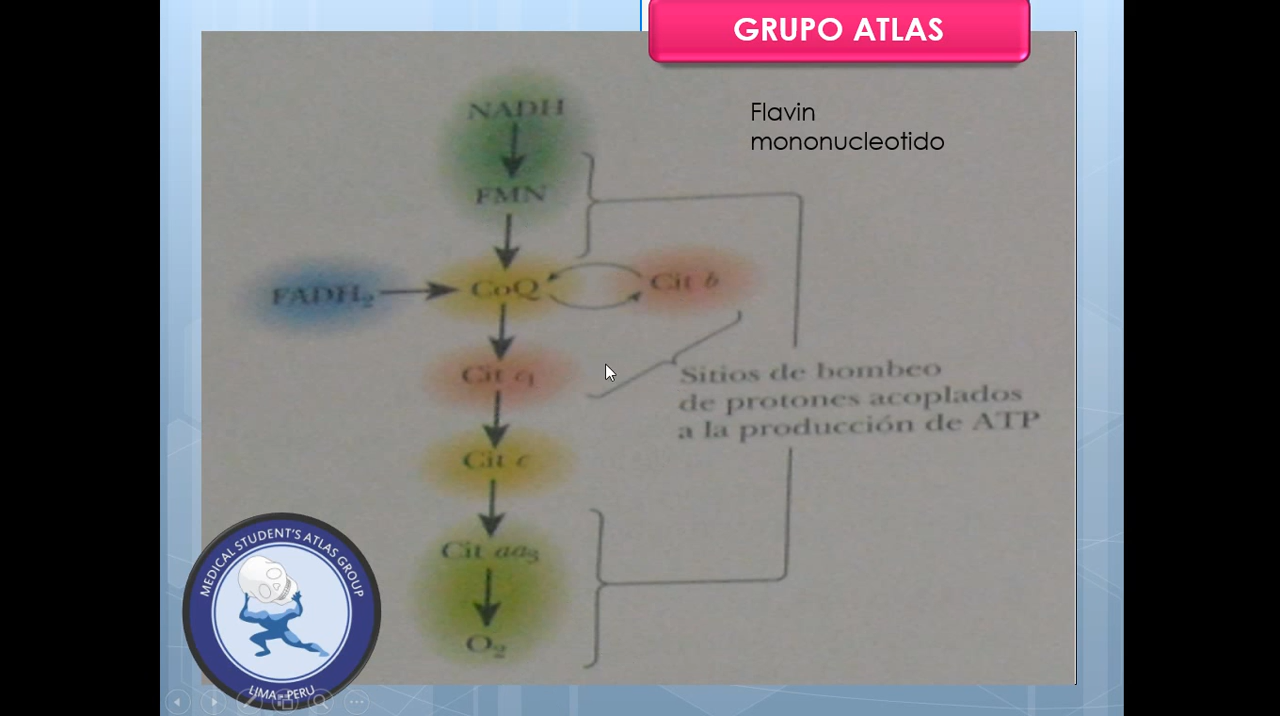 GRUPO ATLAS
Flavin
mononucleotido
NADH
FMN
FADH₂
CoQ
Cit b
Cit c₁
Sitios de bombeo
de protones acoplados
a la producción de ATP
Cit c
Cit aa₃
O₂
MEDICAL STUDENT'S ATLAS GROUP
LIMA - PERU